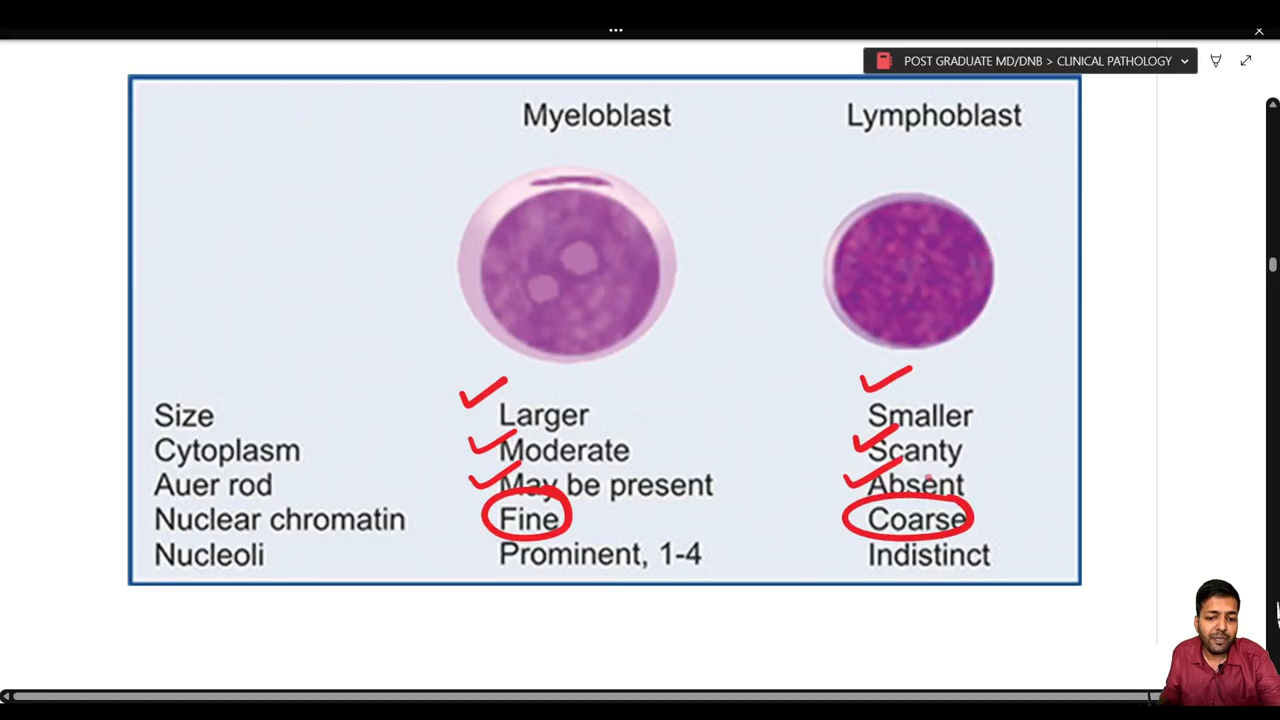 POST GRADUATE MD/DNB > CLINICAL PATHOLOGY
Myeloblast Lymphoblast
Size Larger Smaller
Cytoplasm Moderate Scanty
Auer rod May be present Absent
Nuclear chromatin Fine Coarse
Nucleoli Prominent, 1-4 Indistinct